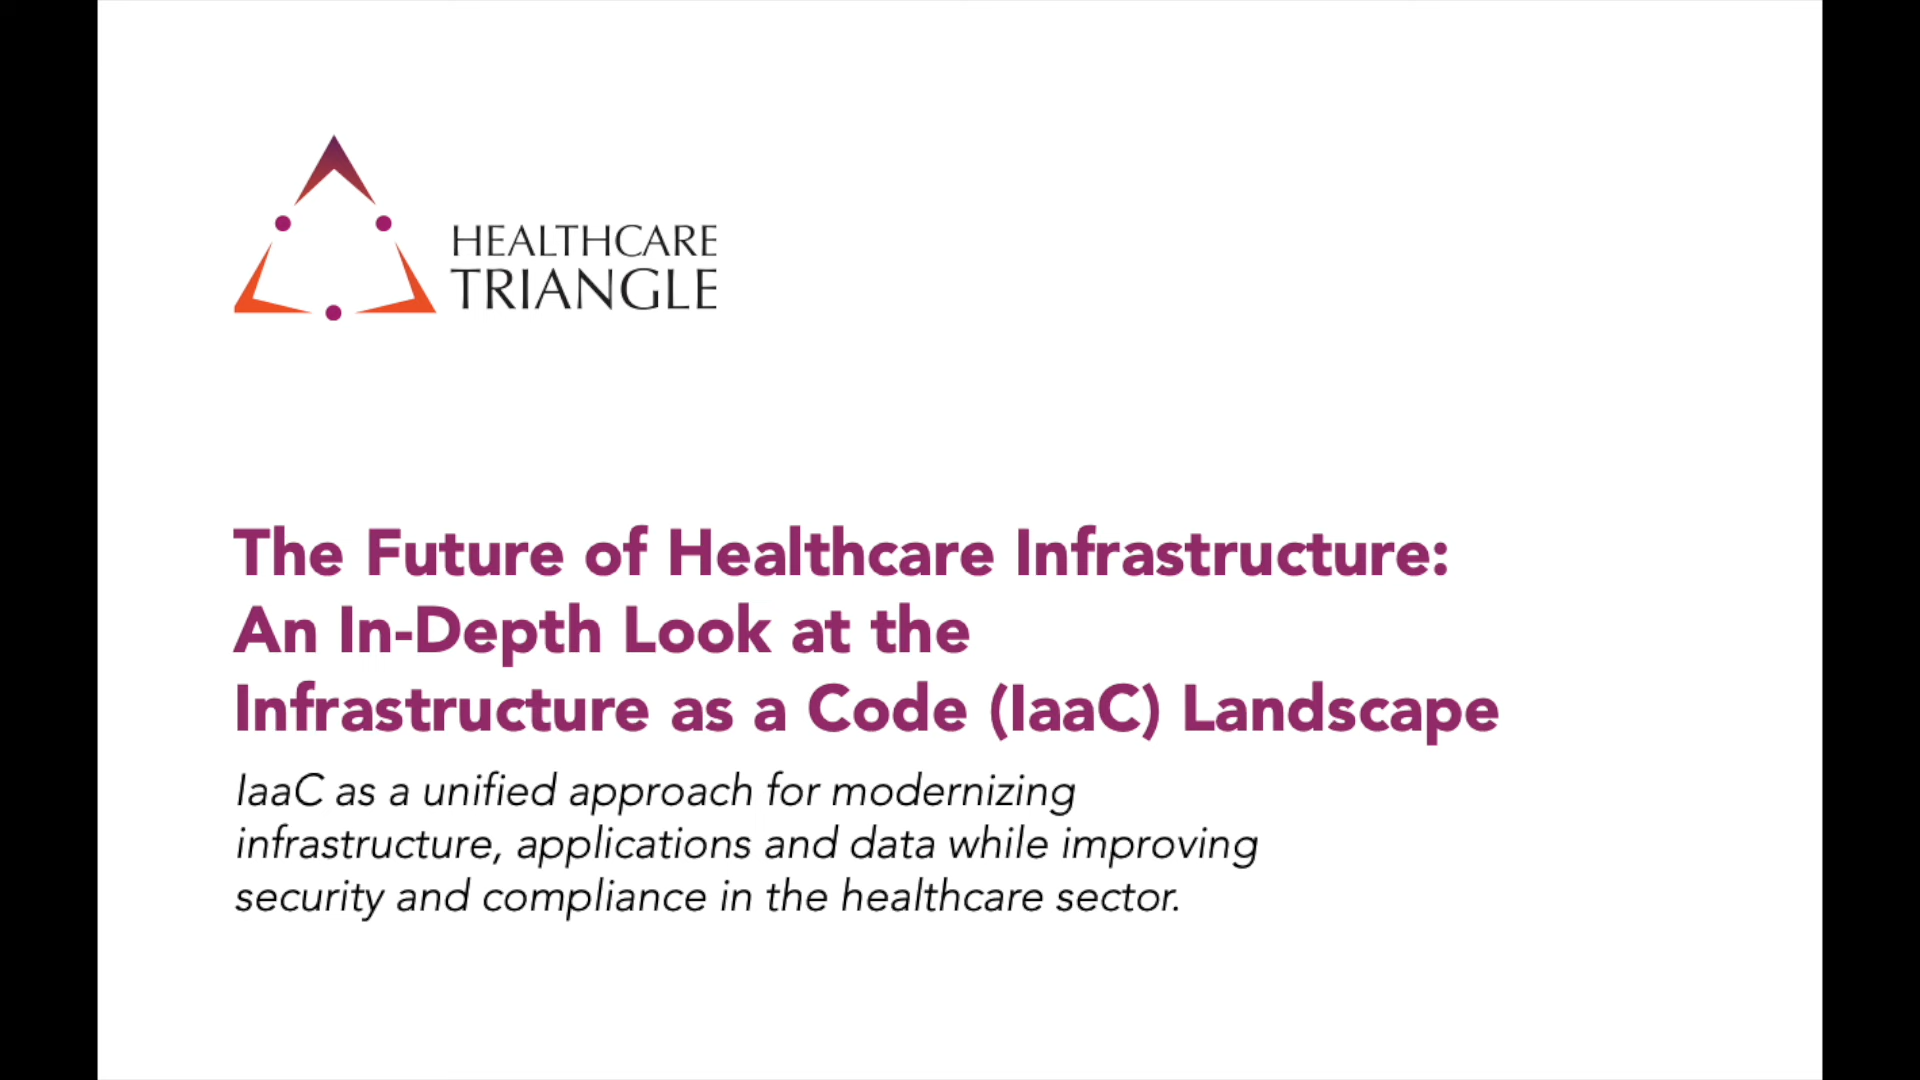 HEALTHCARE
TRIANGLE
The Future of Healthcare Infrastructure:
An In-Depth Look at the
Infrastructure as a Code (IaaC) Landscape
IaaC as a unified approach for modernizing
infrastructure, applications and data while improving
security and compliance in the healthcare sector.